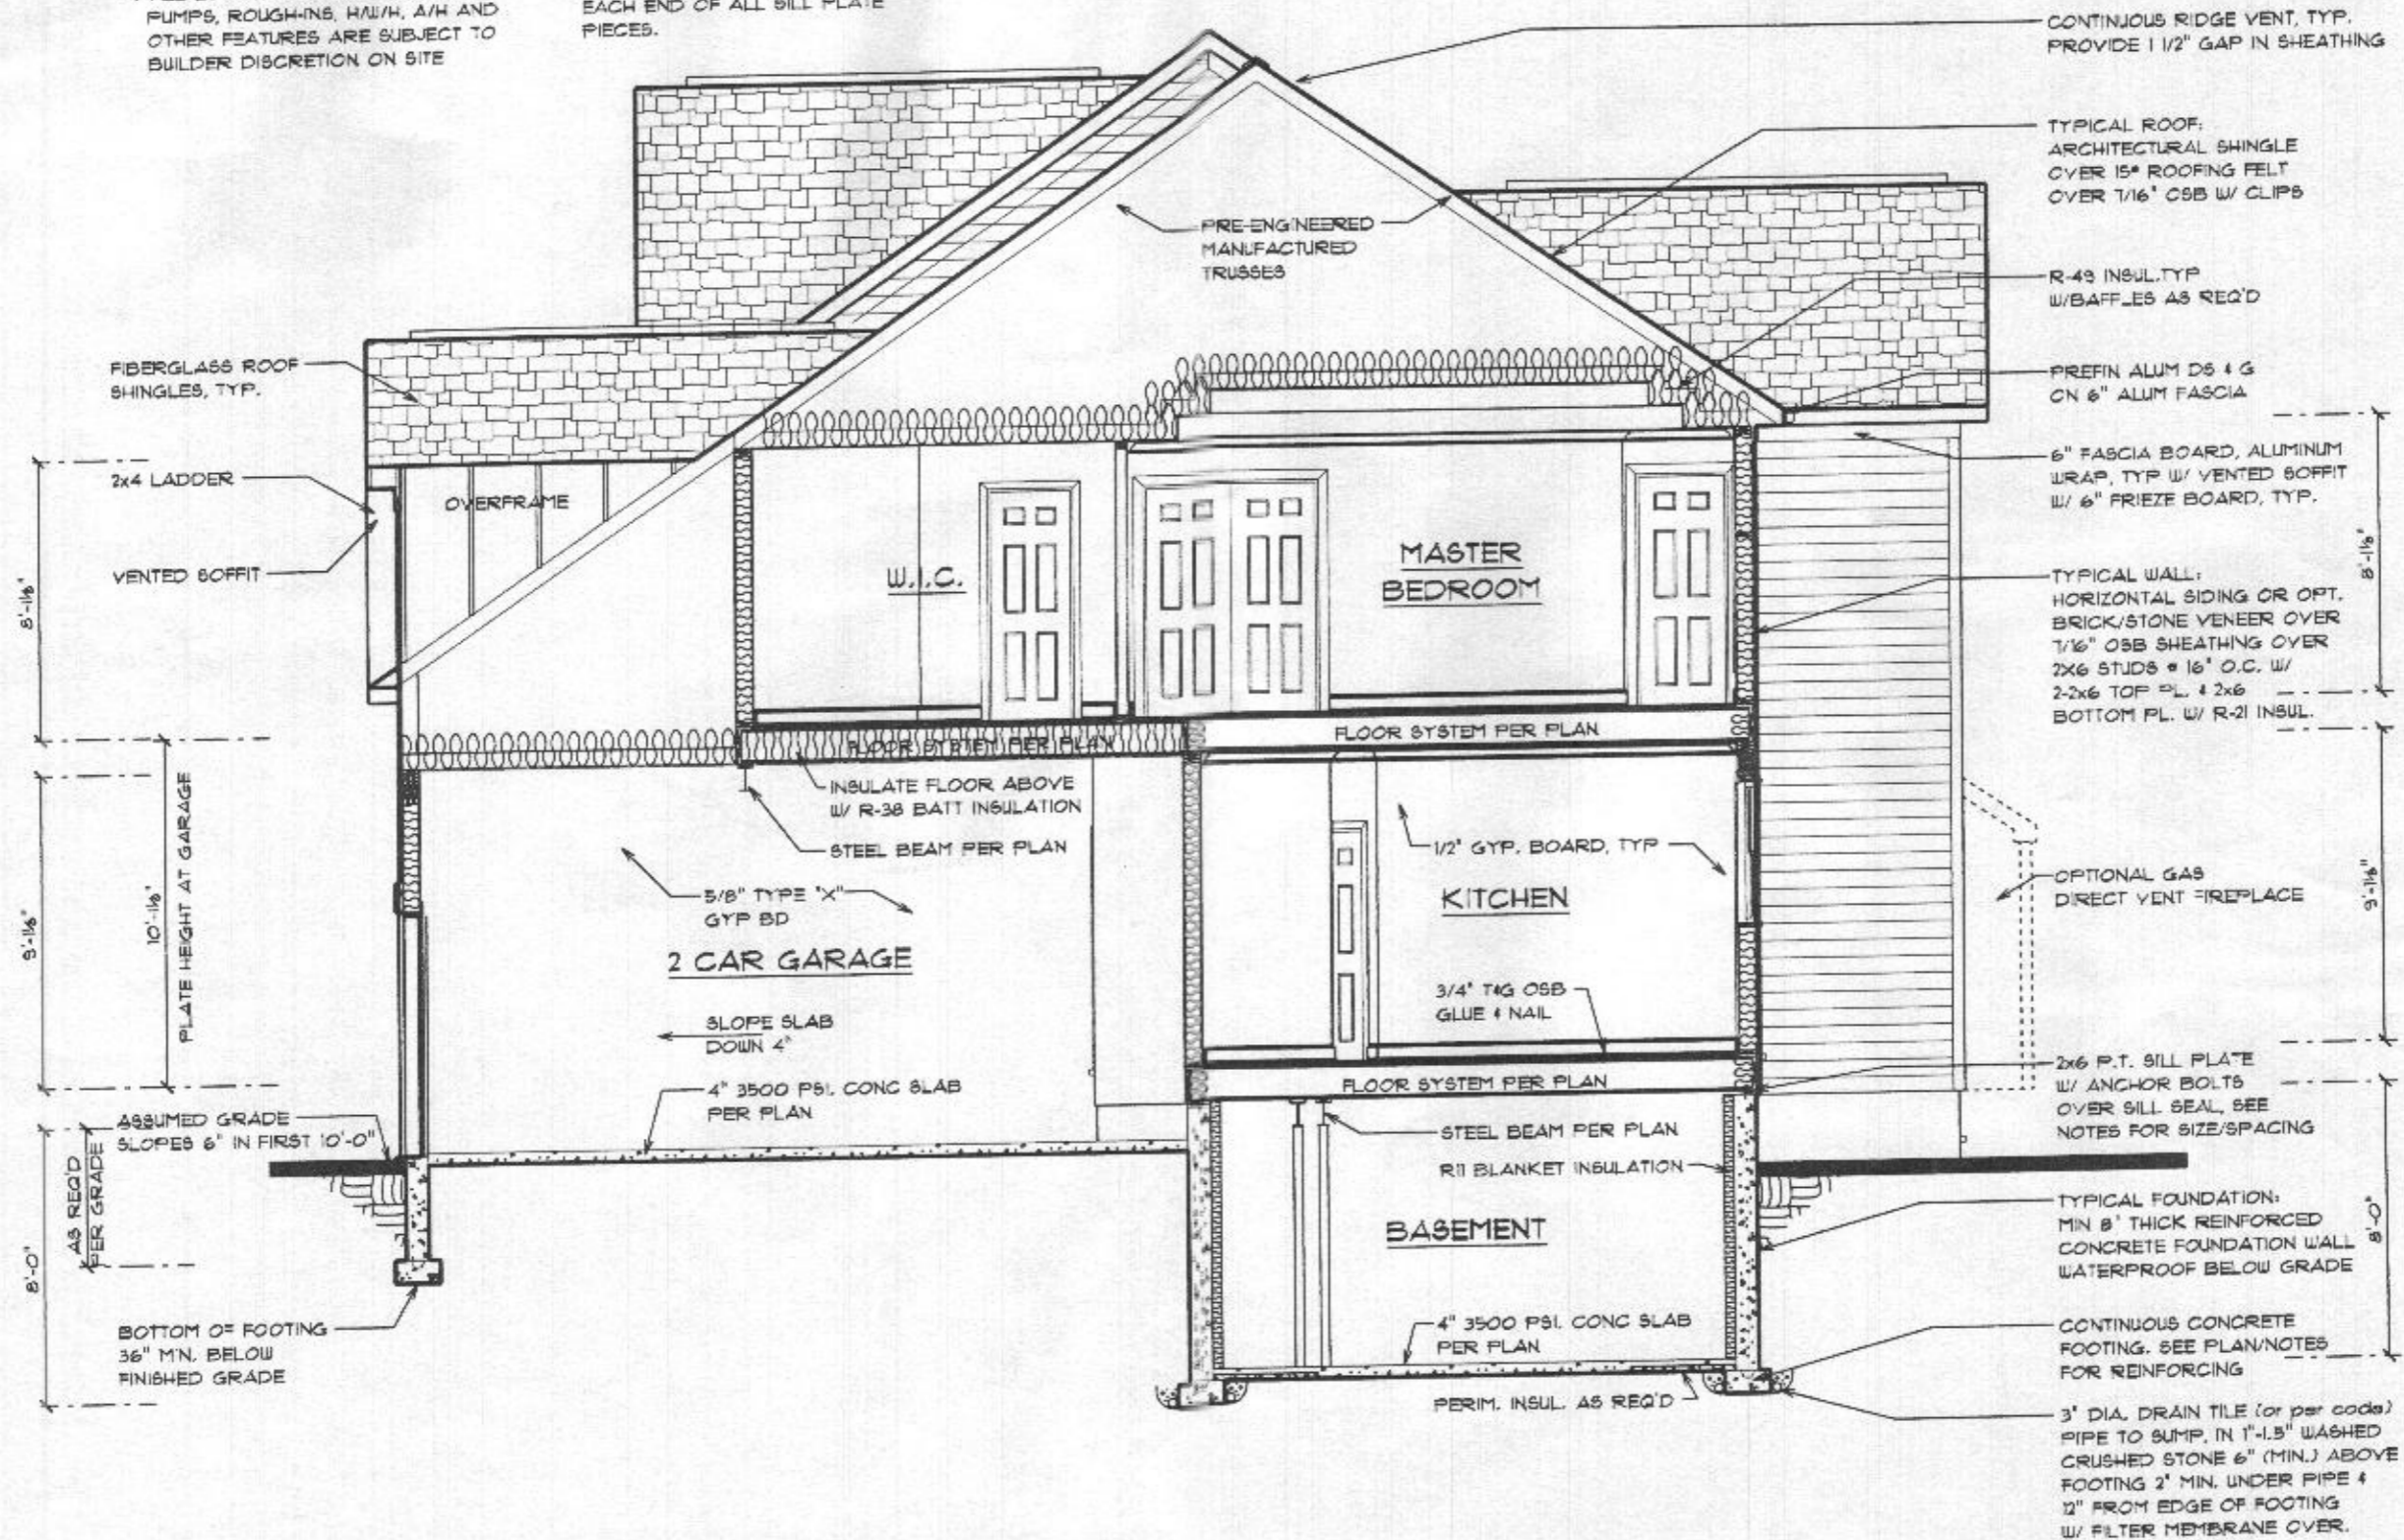 PUMPS, ROUGH-INS, H/W/H, A/H AND
OTHER FEATURES ARE SUBJECT TO
BUILDER DISCRETION ON SITE
EACH END OF ALL SILL PLATE
PIECES.
CONTINUOUS RIDGE VENT, TYP.
PROVIDE 1 1/2" GAP IN SHEATHING
TYPICAL ROOF:
ARCHITECTURAL SHINGLE
OVER 15# ROOFING FELT
OVER 7/16" OSB W/ CLIPS
PRE-ENGINEERED
MANUFACTURED
TRUSSES
R-49 INSUL.TYP
W/BAFFLES AS REQ'D
FIBERGLASS ROOF
SHINGLES, TYP.
PREFIN ALUM DS & G
ON 6" ALUM FASCIA
6" FASCIA BOARD, ALUMINUM
WRAP, TYP W/ VENTED SOFFIT
W/ 6" FRIEZE BOARD, TYP.
2x4 LADDER
OVERFRAME
VENTED SOFFIT
W.I.C.
MASTER
BEDROOM
8'-1 1/8"
8'-1 1/8"
TYPICAL WALL:
HORIZONTAL SIDING OR OPT.
BRICK/STONE VENEER OVER
7/16" OSB SHEATHING OVER
2X6 STUDS @ 16" O.C. W/
2-2x6 TOP PL. & 2x6
BOTTOM PL. W/ R-21 INSUL.
FLOOR SYSTEM PER PLAN
FLOOR SYSTEM PER PLAN
INSULATE FLOOR ABOVE
W/ R-38 BATT INSULATION
STEEL BEAM PER PLAN
1/2" GYP. BOARD, TYP
5/8" TYPE "X"
GYP BD
KITCHEN
2 CAR GARAGE
OPTIONAL GAS
DIRECT VENT FIREPLACE
9'-1 1/8"
10'-1 1/8"
PLATE HEIGHT AT GARAGE
9'-1 1/8"
3/4" T&G OSB
GLUE & NAIL
SLOPE SLAB
DOWN 4"
4" 3500 PSI. CONC SLAB
PER PLAN
FLOOR SYSTEM PER PLAN
2x6 P.T. SILL PLATE
W/ ANCHOR BOLTS
OVER SILL SEAL, SEE
NOTES FOR SIZE/SPACING
ASSUMED GRADE
SLOPES 6" IN FIRST 10'-0"
STEEL BEAM PER PLAN
R11 BLANKET INSULATION
AS REQ'D
PER GRADE
8'-0"
BASEMENT
TYPICAL FOUNDATION:
MIN 8" THICK REINFORCED
CONCRETE FOUNDATION WALL
WATERPROOF BELOW GRADE
8'-0"
BOTTOM OF FOOTING
36" MIN. BELOW
FINISHED GRADE
4" 3500 PSI. CONC SLAB
PER PLAN
PERIM. INSUL. AS REQ'D
CONTINUOUS CONCRETE
FOOTING. SEE PLAN/NOTES
FOR REINFORCING
3" DIA. DRAIN TILE (or per code)
PIPE TO SUMP, IN 1"-1.5" WASHED
CRUSHED STONE 6" (MIN.) ABOVE
FOOTING 2" MIN. UNDER PIPE &
12" FROM EDGE OF FOOTING
W/ FILTER MEMBRANE OVER.